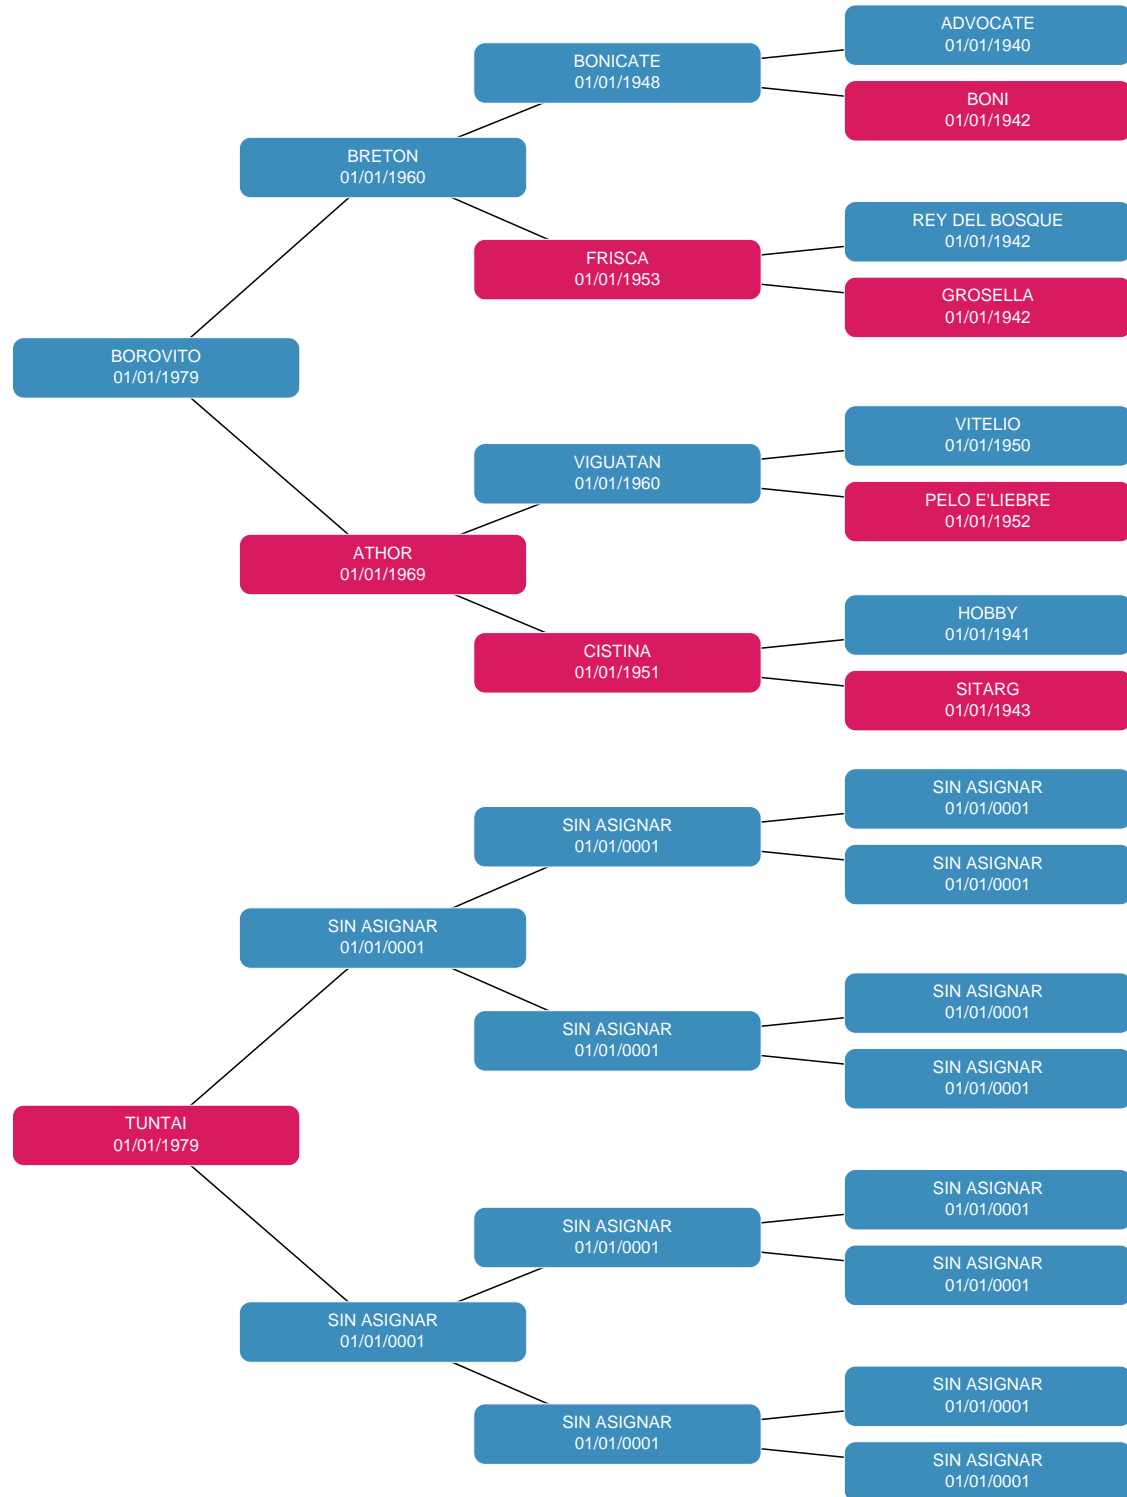 ADVOCATE
01/01/1940
BONICATE
01/01/1948
BONI
01/01/1942
BRETON
01/01/1960
REY DEL BOSQUE
01/01/1942
FRISCA
01/01/1953
GROSELLA
01/01/1942
BOROVITO
01/01/1979
VITELIO
01/01/1950
VIGUATAN
01/01/1960
PELO E'LIEBRE
01/01/1952
ATHOR
01/01/1969
HOBBY
01/01/1941
CISTINA
01/01/1951
SITARG
01/01/1943
SIN ASIGNAR
01/01/0001
SIN ASIGNAR
01/01/0001
SIN ASIGNAR
01/01/0001
SIN ASIGNAR
01/01/0001
SIN ASIGNAR
01/01/0001
SIN ASIGNAR
01/01/0001
SIN ASIGNAR
01/01/0001
TUNTAI
01/01/1979
SIN ASIGNAR
01/01/0001
SIN ASIGNAR
01/01/0001
SIN ASIGNAR
01/01/0001
SIN ASIGNAR
01/01/0001
SIN ASIGNAR
01/01/0001
SIN ASIGNAR
01/01/0001
SIN ASIGNAR
01/01/0001